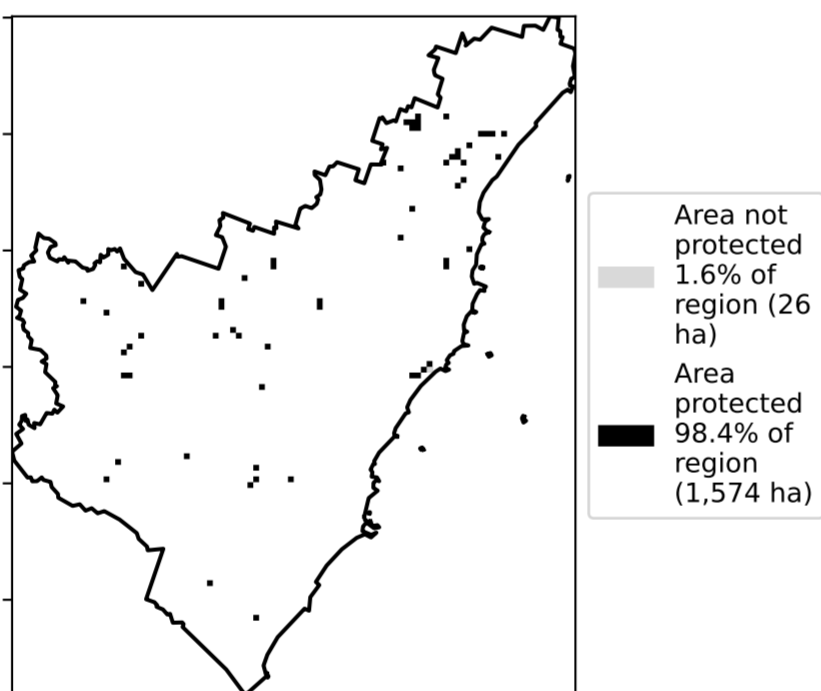 Area not
protected
1.6% of
region (26
ha)
Area
protected
98.4% of
region
(1,574 ha)